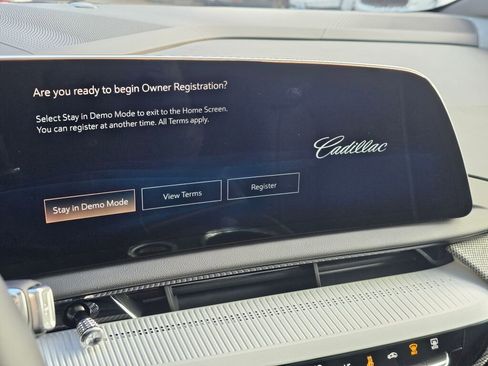 Are you ready to begin Owner Registration?
Select Stay in Demo Mode to exit to the Home Screen.
You can register at another time. All Terms apply.
Cadillac
Stay in Demo Mode
View Terms
Register